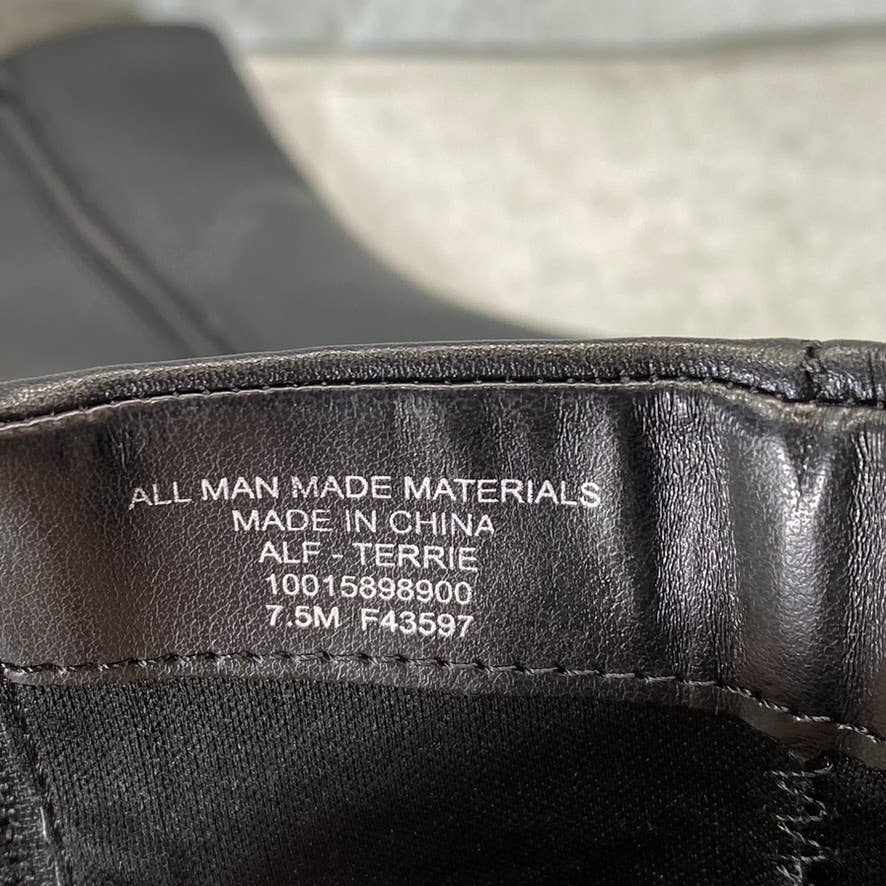 ALL MAN MADE MATERIALS
MADE IN CHINA
ALF - TERRIE
10015898900
7.5M F43597